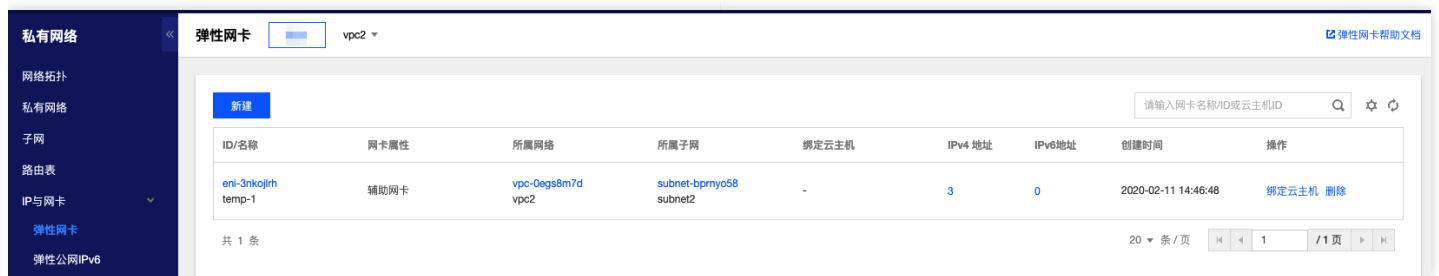 私有网络
弹性网卡 vpc2
弹性网卡帮助文档
网络拓扑
私有网络
子网
路由表
IP与网卡
弹性网卡
弹性公网IPv6
新建
请输入网卡名称/ID或云主机ID
ID/名称 网卡属性 所属网络 所属子网 绑定云主机 IPv4 地址 IPv6地址 创建时间 操作
eni-3nkojlrh 辅助网卡 vpc-0egs8m7d subnet-bprnyo58 - 3 0 2020-02-11 14:46:48 绑定云主机 删除
temp-1 vpc2 subnet2
共 1 条
20 条 / 页 1 / 1 页